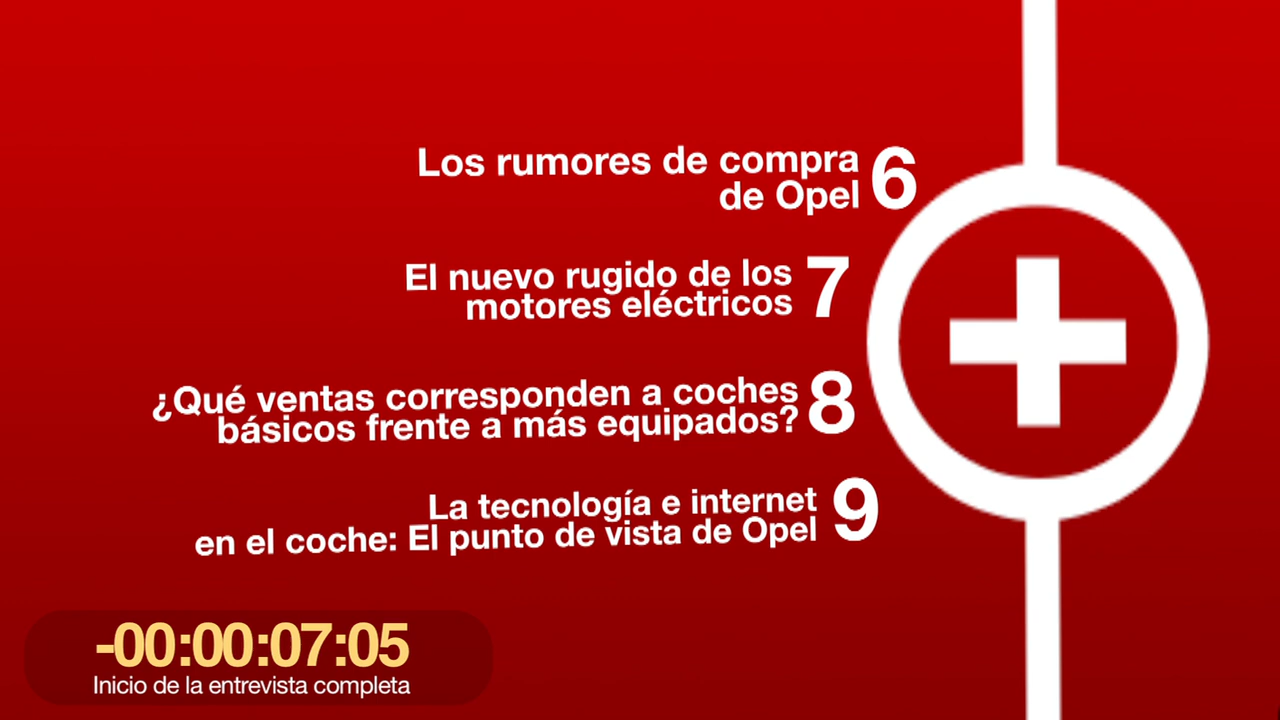 Los rumores de compra
de Opel
6
El nuevo rugido de los
motores eléctricos
7
¿Qué ventas corresponden a coches
básicos frente a más equipados?
8
La tecnología e internet
en el coche: El punto de vista de Opel
9
-00:00:07:05
Inicio de la entrevista completa